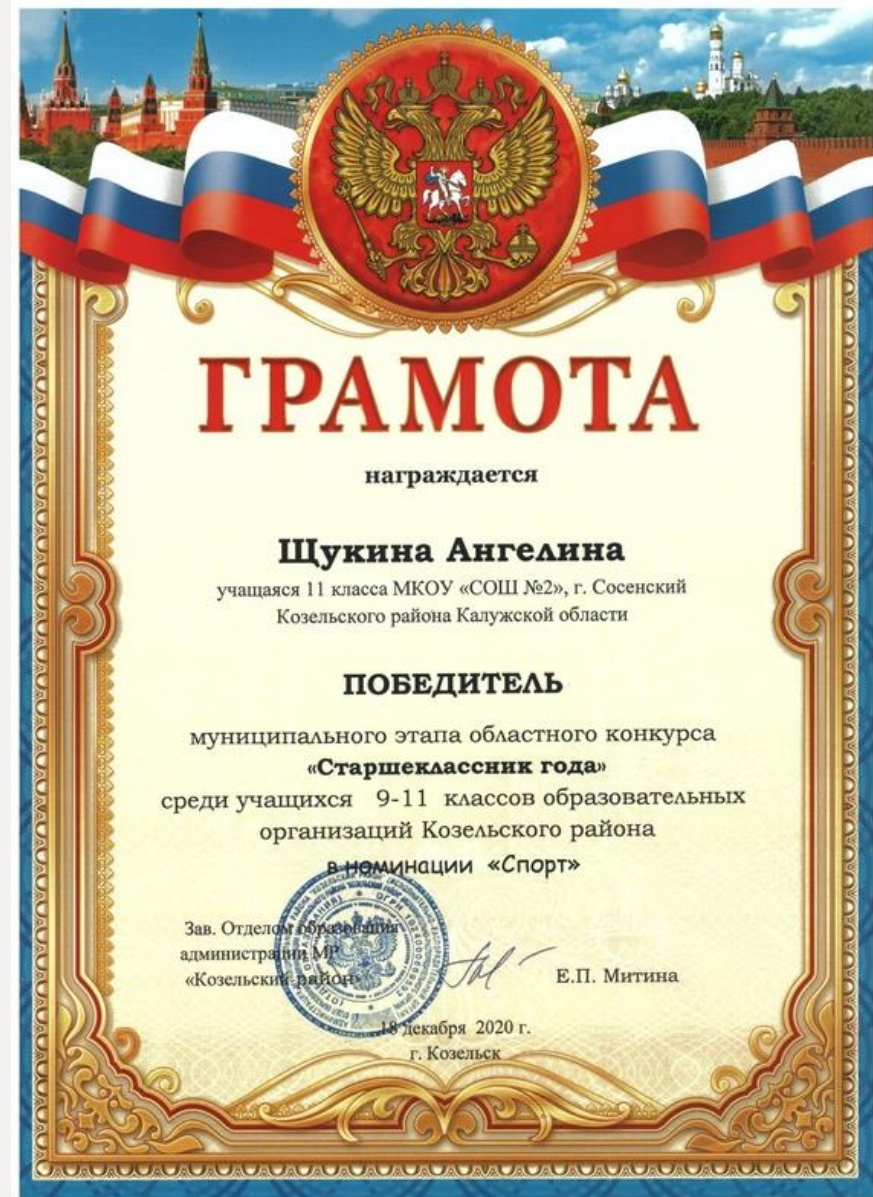 ГРАМОТА
награждается
Щукина Ангелина
учащаяся 11 класса МКОУ «СОШ №2», г. Сосенский
Козельского района Калужской области
ПОБЕДИТЕЛЬ
муниципального этапа областного конкурса
«Старшеклассник года»
среди учащихся 9-11 классов образовательных
организаций Козельского района
в номинации «Спорт»
Зав. Отделом образования
администрации МР
«Козельский район»
Е.П. Митина
18 декабря 2020 г.
г. Козельск